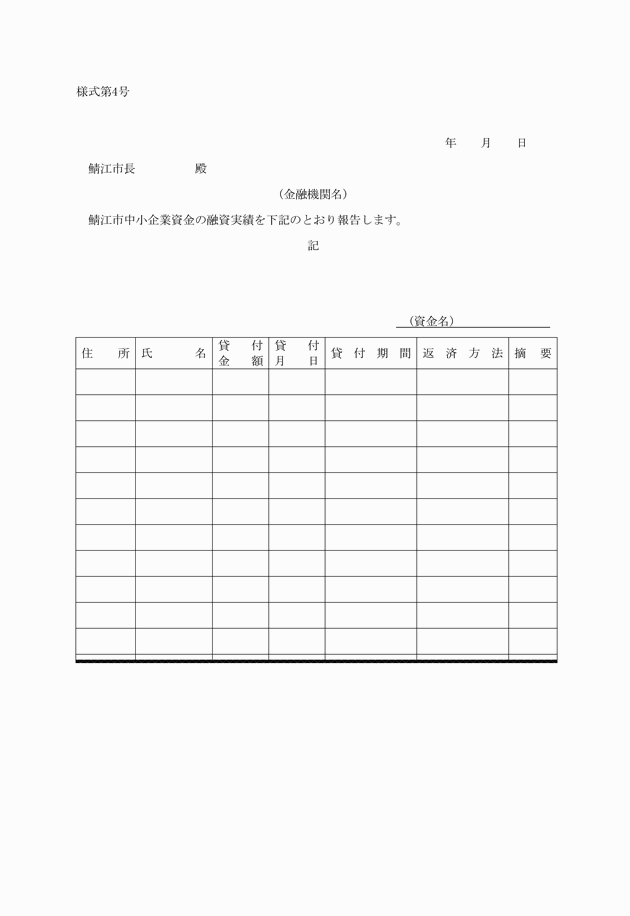 様式第4号
年　　月　　日
鯖江市長　　　　　殿
（金融機関名）
鯖江市中小企業資金の融資実績を下記のとおり報告します。
記
（資金名）
住　所　氏　名　貸付金額　貸付月日　貸付期間　返済方法　摘要